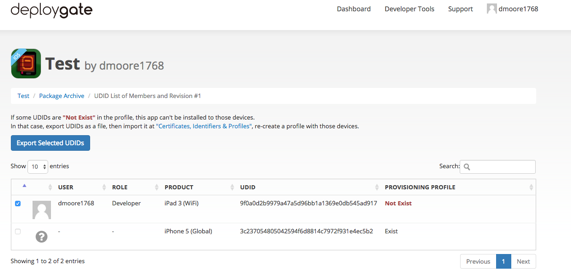 deploygate
Dashboard Developer Tools Support dmoore1768
Test by dmoore1768
Test / Package Archive / UDID List of Members and Revision #1
If some UDIDs are "Not Exist" in the profile, this app can't be installed to those devices.
In that case, export UDIDs as a file, then import it at "Certificates, Identifiers & Profiles", re-create a profile with those devices.
Export Selected UDIDs
Show 10 entries Search:
USER ROLE PRODUCT UDID PROVISIONING PROFILE
dmoore1768 Developer iPad 3 (WiFi) 9f0a0d2b9979a47a5d96bb1a1369e0db545ad917 Not Exist
? - - iPhone 5 (Global) 3c2370548050425​94f6d8814c7972f931e4ec5b2 Exist
Showing 1 to 2 of 2 entries Previous 1 Next